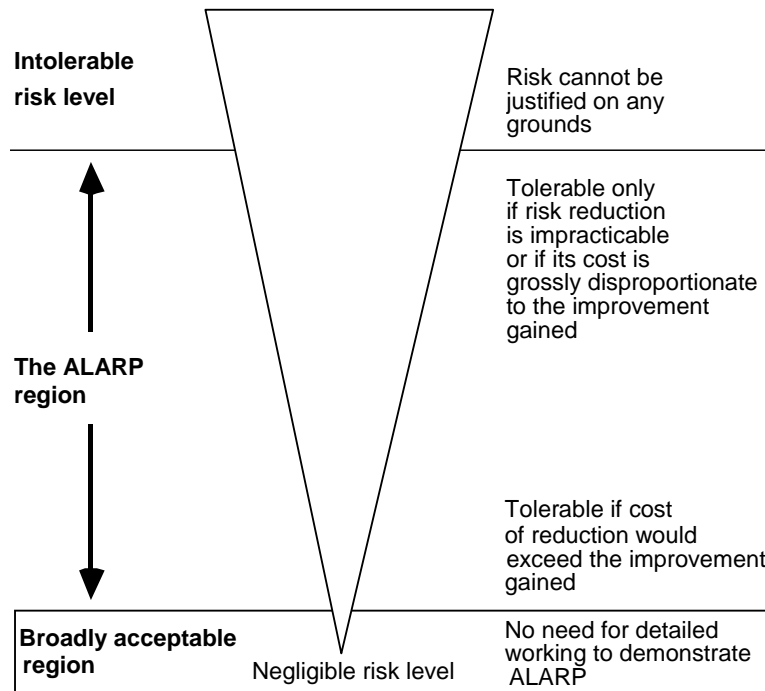 Intolerable
risk level
Risk cannot be
justified on any
grounds
Tolerable only
if risk reduction
is impracticable
or if its cost is
grossly disproportionate
to the improvement
gained
The ALARP
region
Tolerable if cost
of reduction would
exceed the improvement
gained
Broadly acceptable
region
Negligible risk level
No need for detailed
working to demonstrate
ALARP